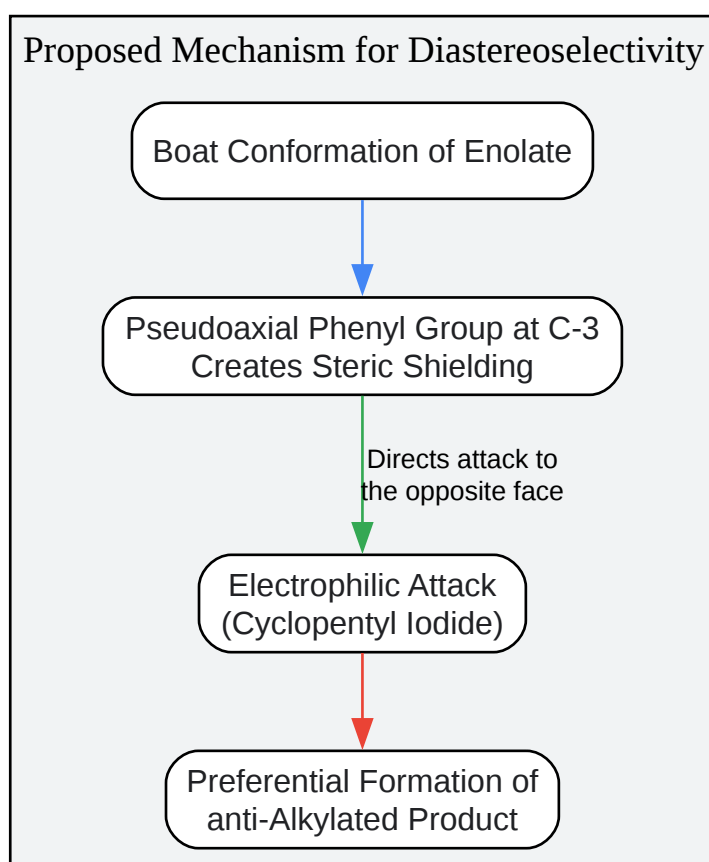 Proposed Mechanism for Diastereoselectivity
Boat Conformation of Enolate
Pseudoaxial Phenyl Group at C-3
Creates Steric Shielding
Directs attack to
the opposite face
Electrophilic Attack
(Cyclopentyl Iodide)
Preferential Formation of
anti-Alkylated Product